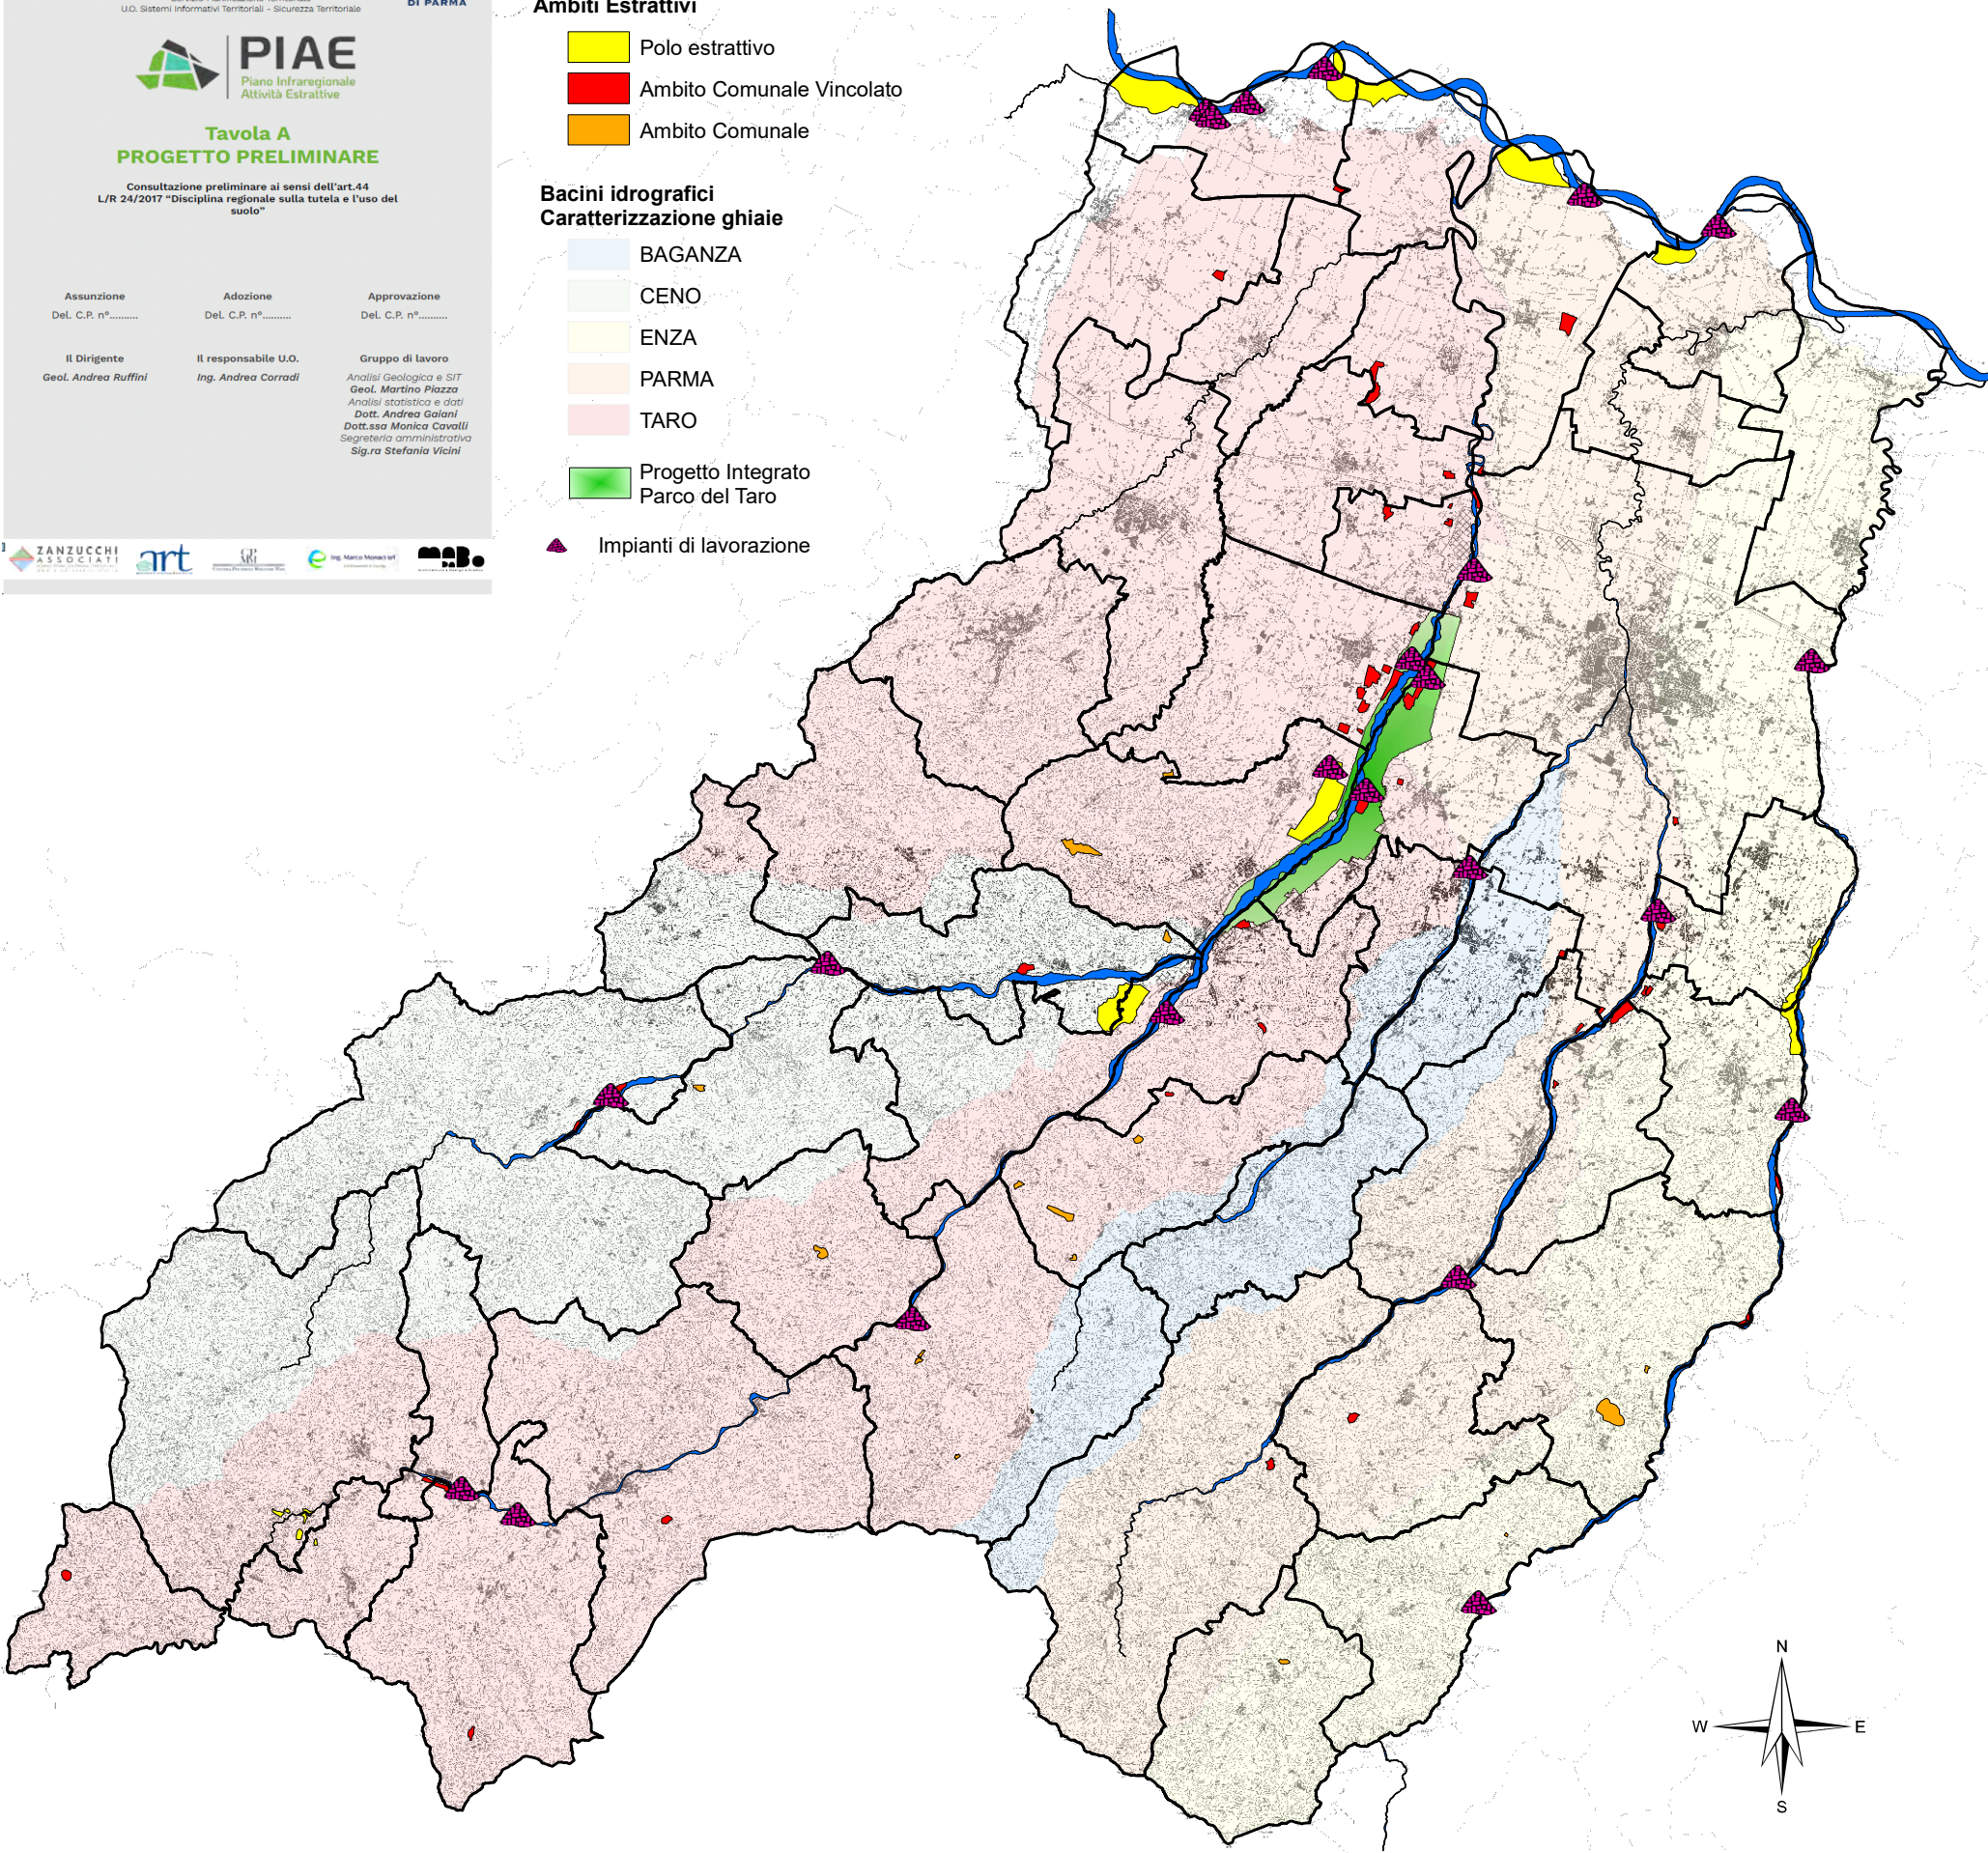 U.O. Sistemi Informativi Territoriali - Sicurezza Territoriale
DI PARMA
PIAE
Piano Infraregionale
Attività Estrattive
Tavola A
PROGETTO PRELIMINARE
Consultazione preliminare ai sensi dell'art.44
L/R 24/2017 “Disciplina regionale sulla tutela e l'uso del
suolo”
Assunzione
Del. C.P. n°..........
Adozione
Del. C.P. n°..........
Approvazione
Del. C.P. n°..........
Il Dirigente
Geol. Andrea Ruffini
Il responsabile U.O.
Ing. Andrea Corradi
Gruppo di lavoro
Analisi Geologica e SIT
Geol. Martino Piazza
Analisi statistica e dati
Dott. Andrea Gaiani
Dott.ssa Monica Cavalli
Segreteria amministrativa
Sig.ra Stefania Vicini
ZANZUCCHI
ASSOCIATI
art
Ing. Marco Monaci srl
Ambiti Estrattivi
Polo estrattivo
Ambito Comunale Vincolato
Ambito Comunale
Bacini idrografici
Caratterizzazione ghiaie
BAGANZA
CENO
ENZA
PARMA
TARO
Progetto Integrato
Parco del Taro
Impianti di lavorazione
N
W
E
S